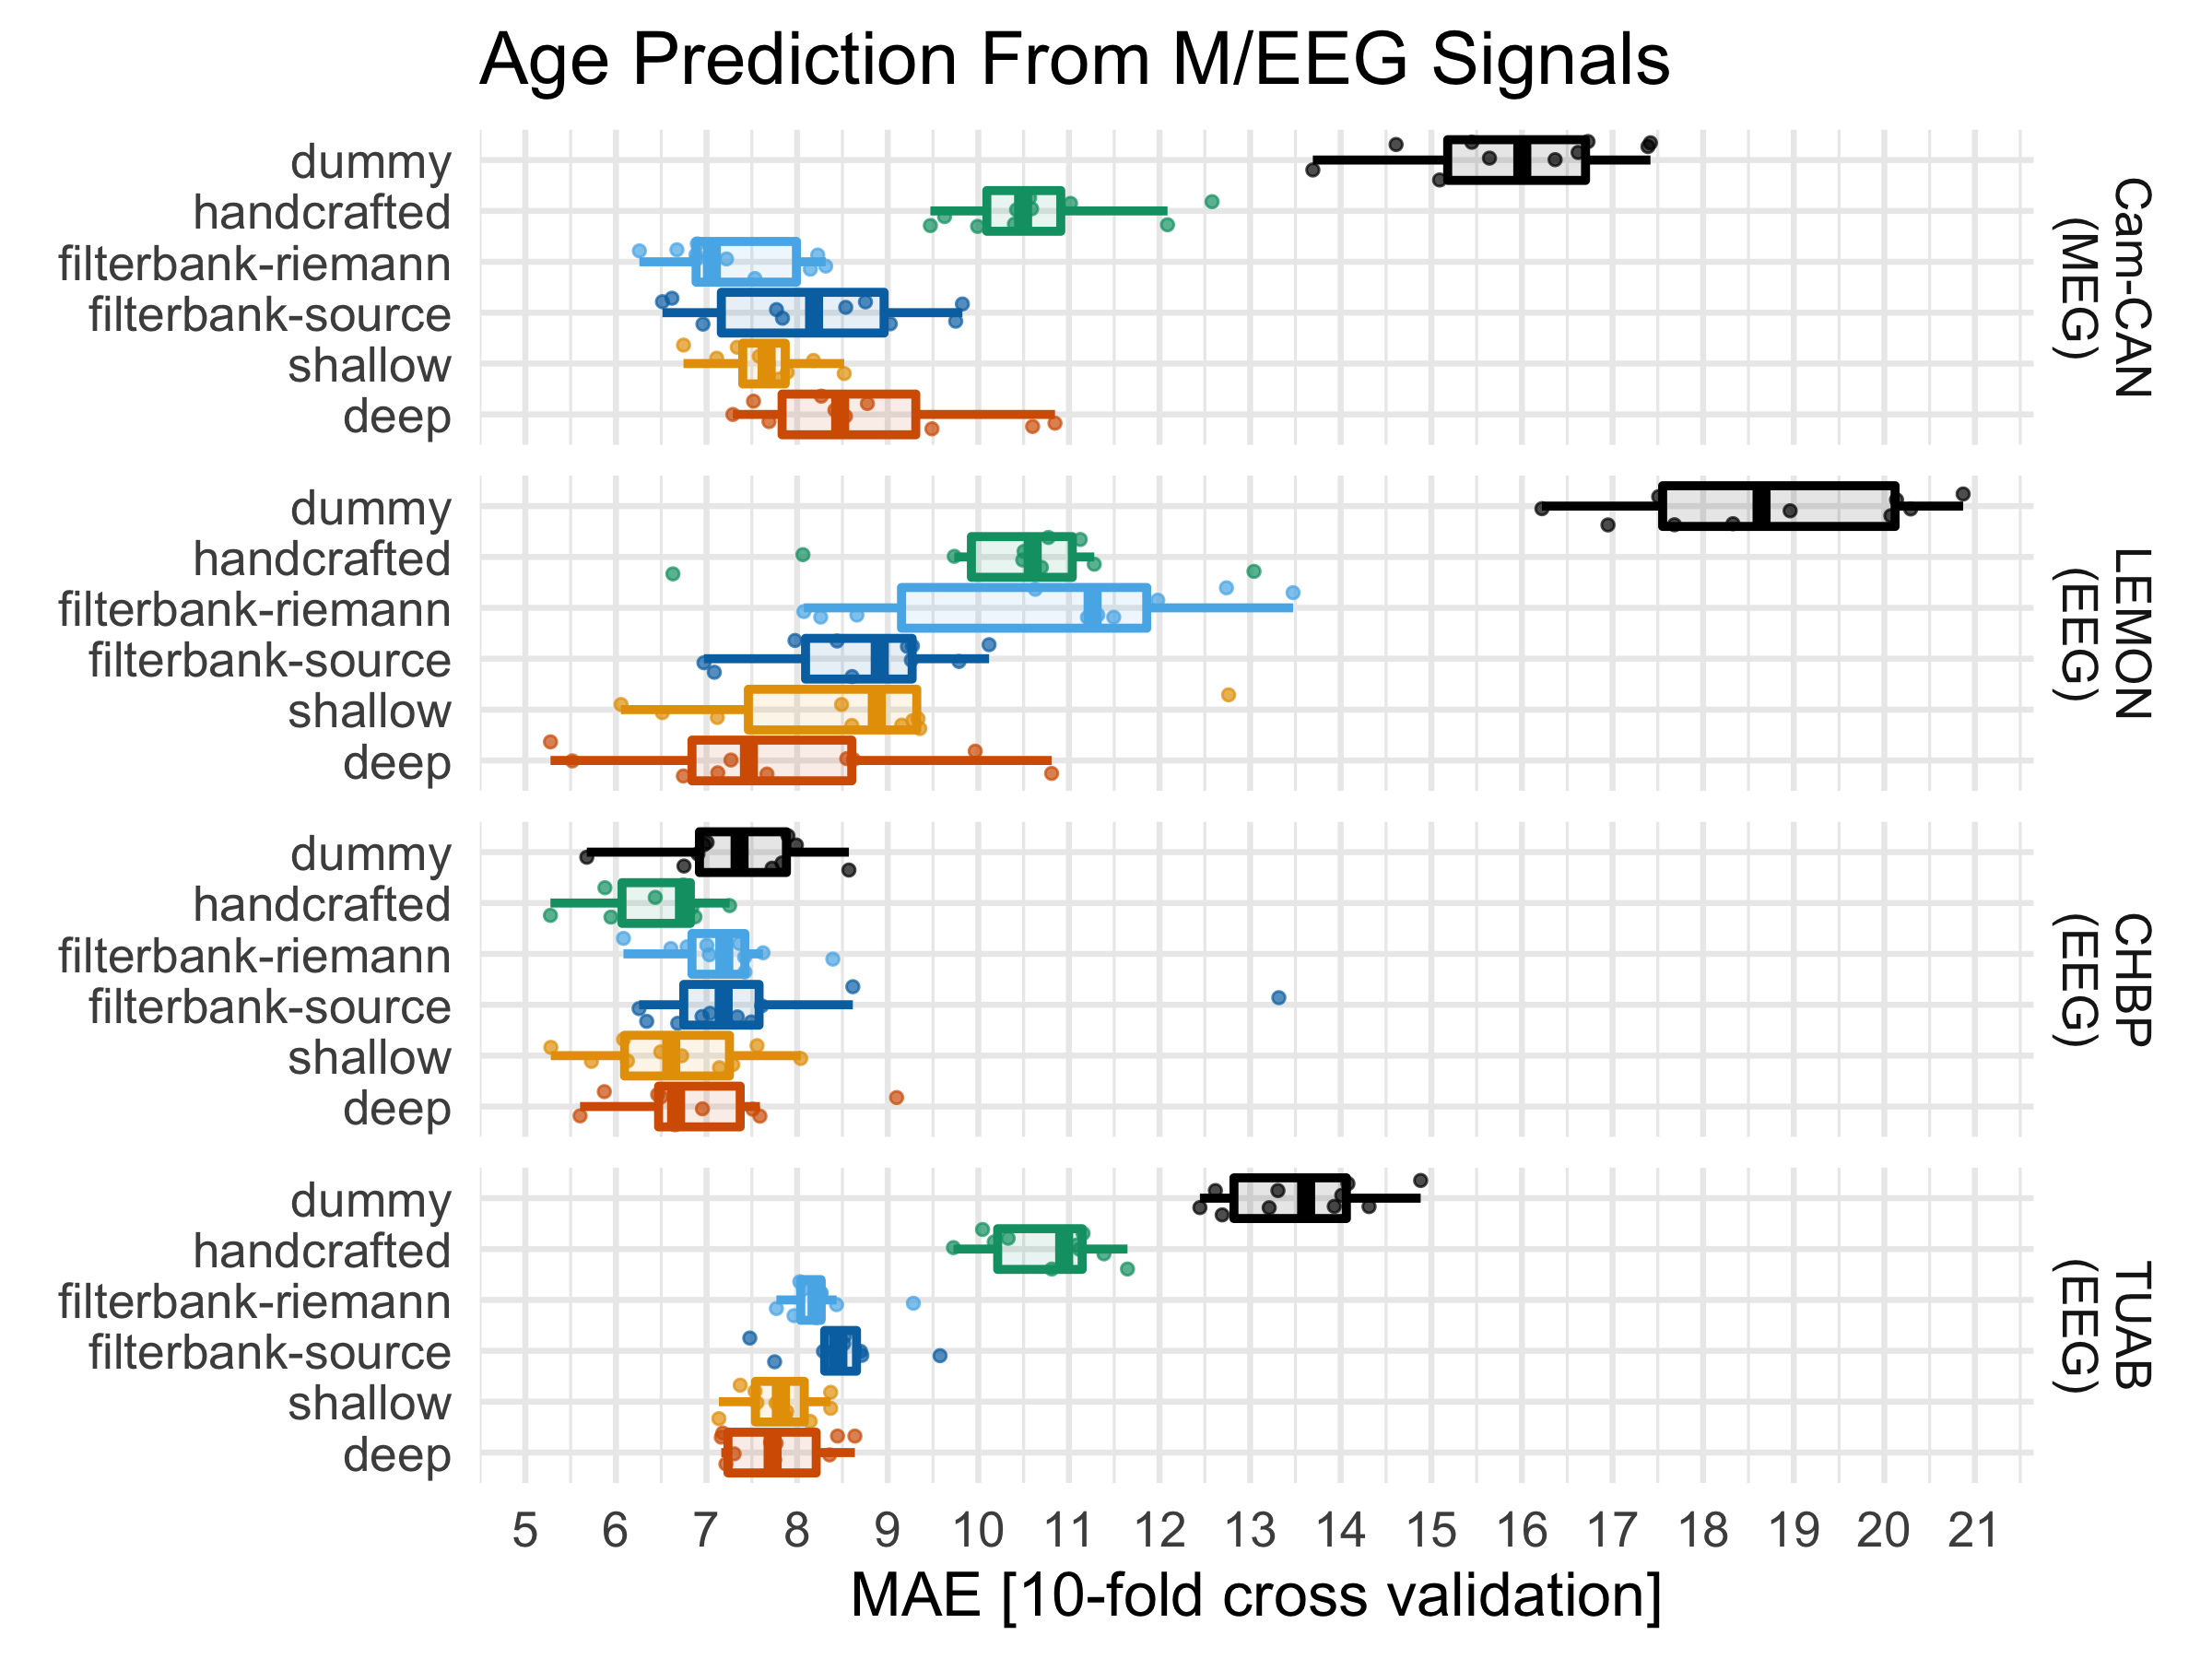 Age Prediction From M/EEG Signals
dummy
handcrafted
filterbank-riemann
filterbank-source
shallow
deep
Cam-CAN
(MEG)
dummy
handcrafted
filterbank-riemann
filterbank-source
shallow
deep
LEMON
(EEG)
dummy
handcrafted
filterbank-riemann
filterbank-source
shallow
deep
CHBP
(EEG)
dummy
handcrafted
filterbank-riemann
filterbank-source
shallow
deep
TUAB
(EEG)
5 6 7 8 9 10 11 12 13 14 15 16 17 18 19 20 21
MAE [10-fold cross validation]